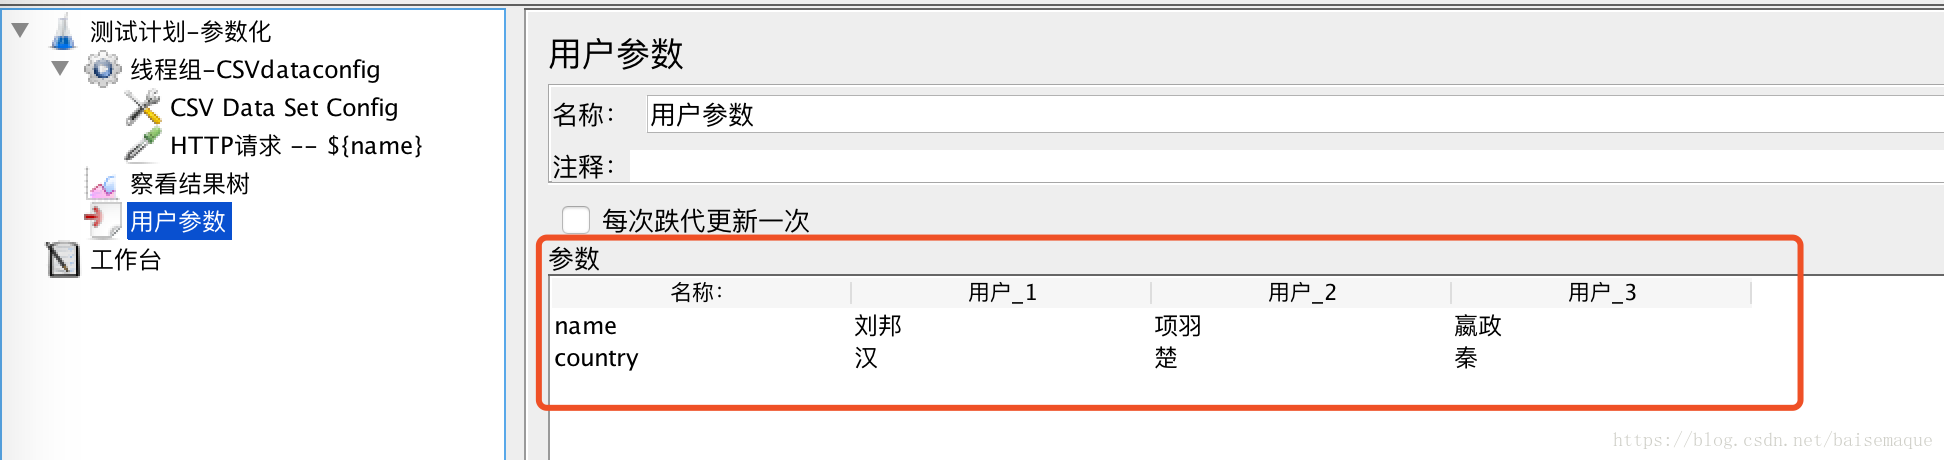 测试计划-参数化
线程组-CSVdataconfig
CSV Data Set Config
HTTP请求 -- ${name}
察看结果树
用户参数
工作台
用户参数
名称： 用户参数
注释：
每次跌代更新一次
参数
名称: 用户_1 用户_2 用户_3
name 刘邦 项羽 嬴政
country 汉 楚 秦
https://blog.csdn.net/baisemaque